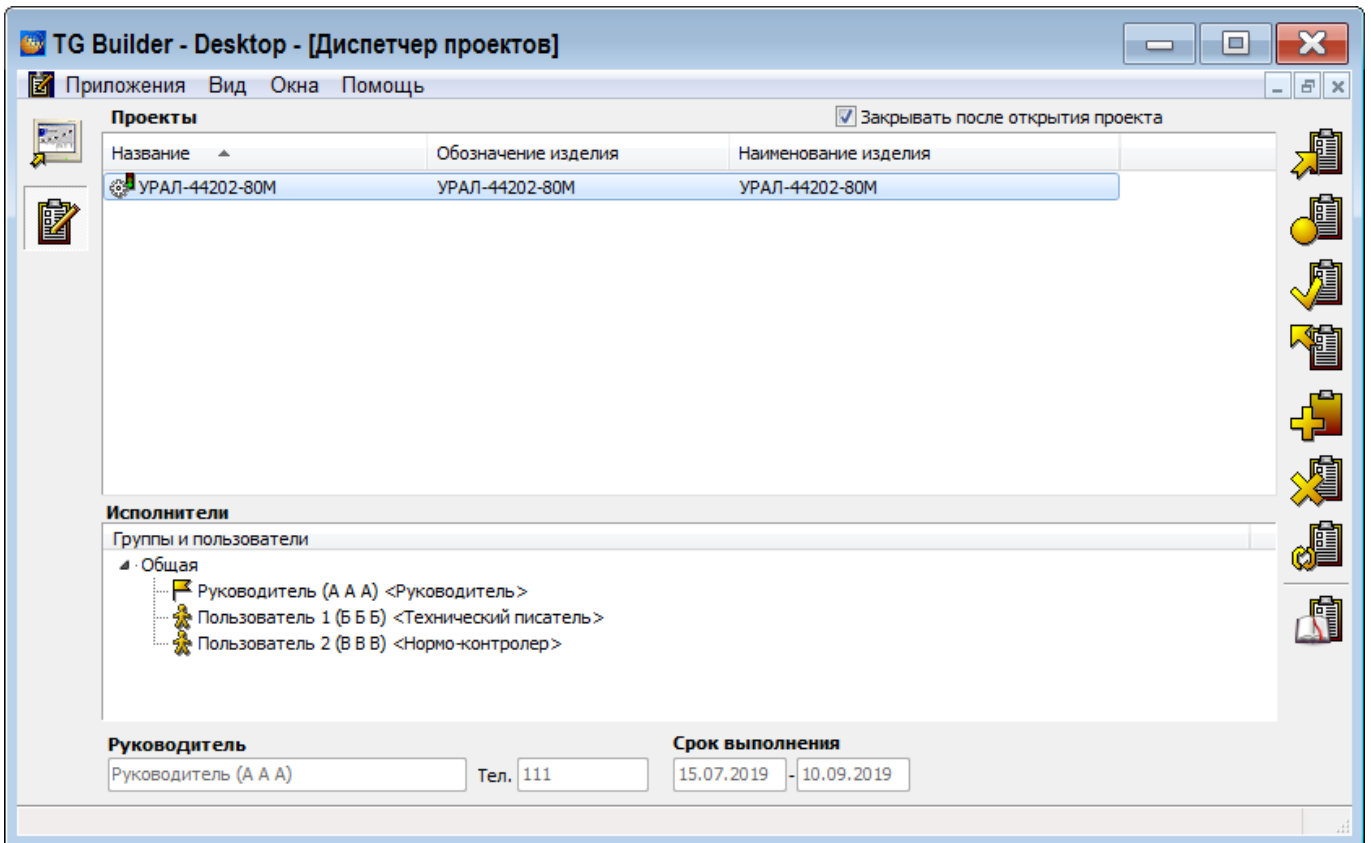 TG Builder - Desktop - [Диспетчер проектов]
Приложения Вид Окна Помощь
Проекты Закрывать после открытия проекта
Название Обозначение изделия Наименование изделия
УРАЛ-44202-80М УРАЛ-44202-80М УРАЛ-44202-80М
Исполнители
Группы и пользователи
Общая
Руководитель (А А А) <Руководитель>
Пользователь 1 (Б Б Б) <Технический писатель>
Пользователь 2 (В В В) <Нормо-контролер>
Руководитель Срок выполнения
Руководитель (А А А) Тел. 111 15.07.2019 - 10.09.2019